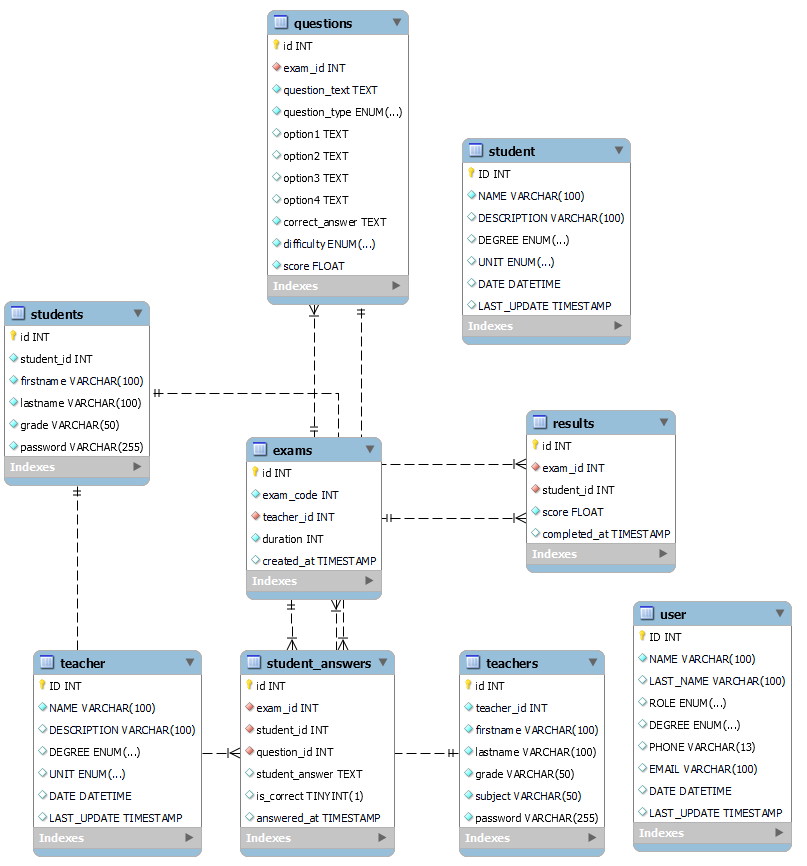 questions
id INT
exam_id INT
question_text TEXT
question_type ENUM(...)
option1 TEXT
option2 TEXT
option3 TEXT
option4 TEXT
correct_answer TEXT
difficulty ENUM(...)
score FLOAT
Indexes
student
ID INT
NAME VARCHAR(100)
DESCRIPTION VARCHAR(100)
DEGREE ENUM(...)
UNIT ENUM(...)
DATE DATETIME
LAST_UPDATE TIMESTAMP
Indexes
students
id INT
student_id INT
firstname VARCHAR(100)
lastname VARCHAR(100)
grade VARCHAR(50)
password VARCHAR(255)
Indexes
exams
id INT
exam_code INT
teacher_id INT
duration INT
created_at TIMESTAMP
Indexes
results
id INT
exam_id INT
student_id INT
score FLOAT
completed_at TIMESTAMP
Indexes
teacher
ID INT
NAME VARCHAR(100)
DESCRIPTION VARCHAR(100)
DEGREE ENUM(...)
UNIT ENUM(...)
DATE DATETIME
LAST_UPDATE TIMESTAMP
Indexes
student_answers
id INT
exam_id INT
student_id INT
question_id INT
student_answer TEXT
is_correct TINYINT(1)
answered_at TIMESTAMP
Indexes
teachers
id INT
teacher_id INT
firstname VARCHAR(100)
lastname VARCHAR(100)
grade VARCHAR(50)
subject VARCHAR(50)
password VARCHAR(255)
Indexes
user
ID INT
NAME VARCHAR(100)
LAST_NAME VARCHAR(100)
ROLE ENUM(...)
DEGREE ENUM(...)
PHONE VARCHAR(13)
EMAIL VARCHAR(100)
DATE DATETIME
LAST_UPDATE TIMESTAMP
Indexes